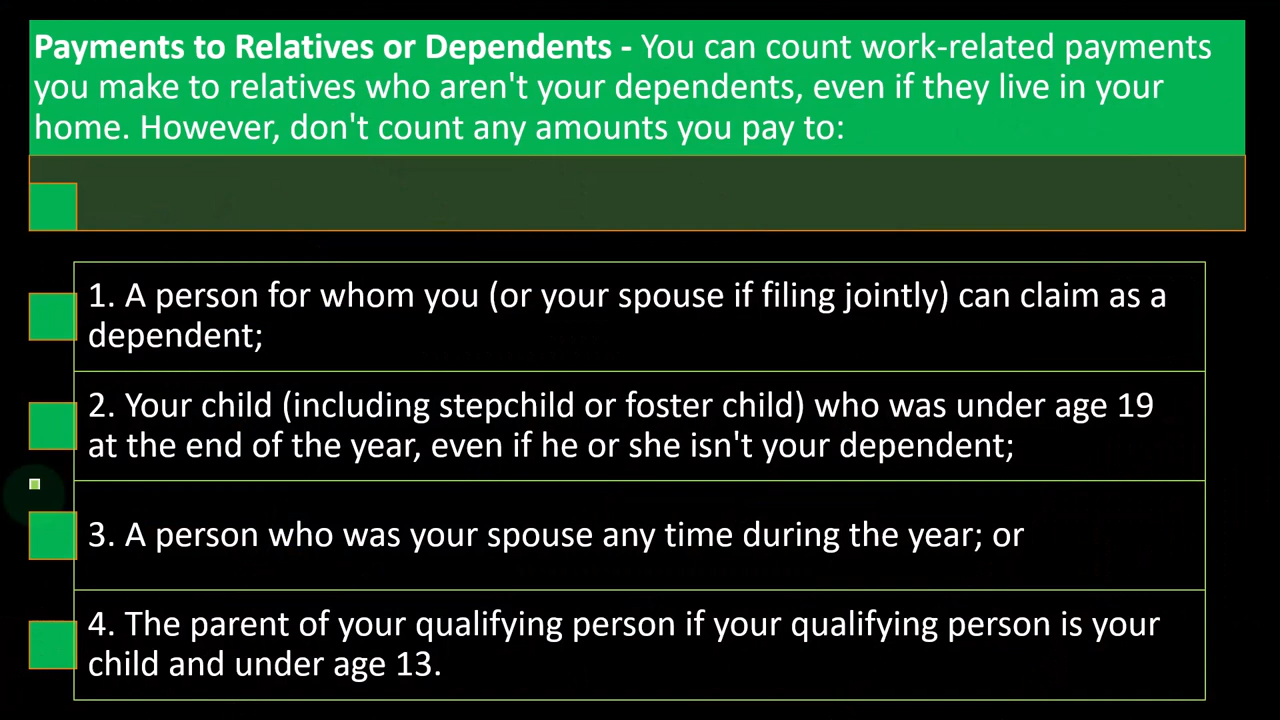 Payments to Relatives or Dependents - You can count work-related payments
you make to relatives who aren't your dependents, even if they live in your
home. However, don't count any amounts you pay to:
1. A person for whom you (or your spouse if filing jointly) can claim as a
dependent;
2. Your child (including stepchild or foster child) who was under age 19
at the end of the year, even if he or she isn't your dependent;
3. A person who was your spouse any time during the year; or
4. The parent of your qualifying person if your qualifying person is your
child and under age 13.